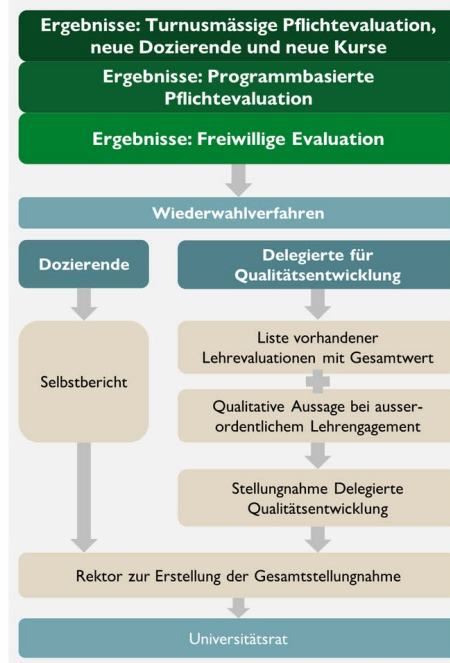 Ergebnisse: Turnusmässige Pflichtevaluation,
neue Dozierende und neue Kurse
Ergebnisse: Programmbasierte
Pflichtevaluation
Ergebnisse: Freiwillige Evaluation
Wiederwahlverfahren
Dozierende
Delegierte für
Qualitätsentwicklung
Selbstbericht
Liste vorhandener
Lehrevaluationen mit Gesamtwert
Qualitative Aussage bei ausser-
ordentlichem Lehrengagement
Stellungnahme Delegierte
Qualitätsentwicklung
Rektor zur Erstellung der Gesamtstellungnahme
Universitätsrat